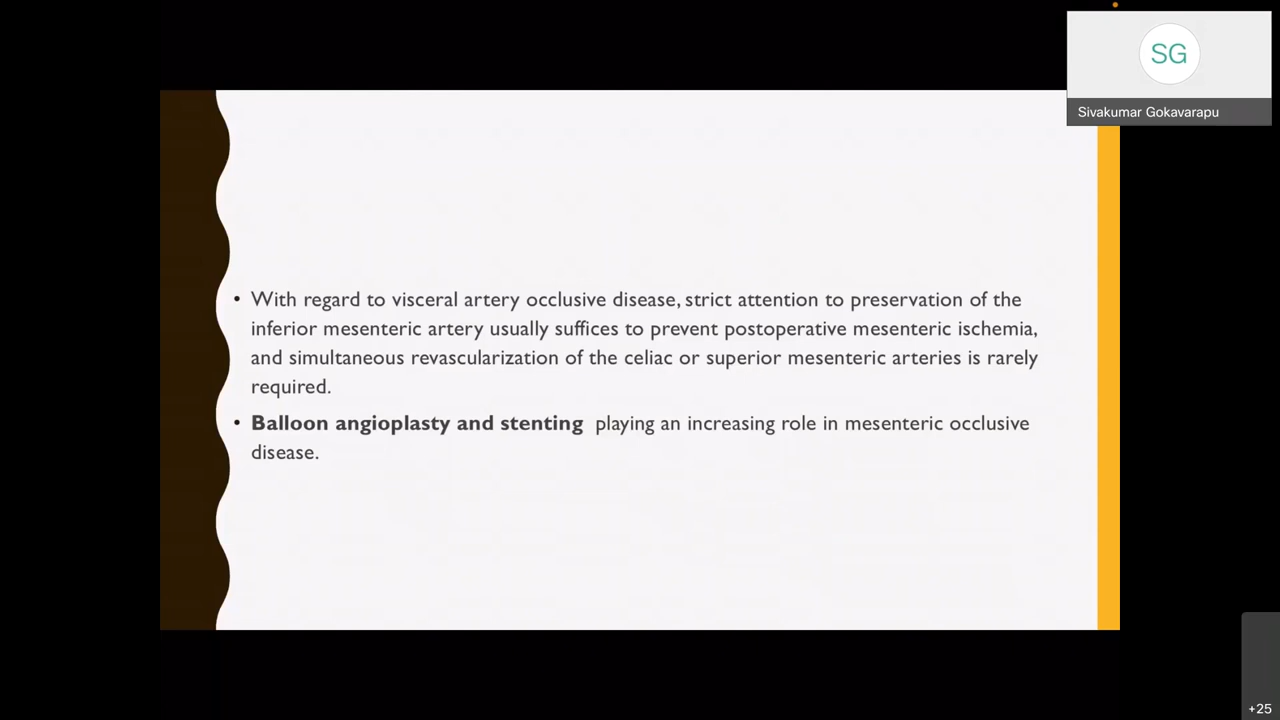 SG
Sivakumar Gokavarapu
• With regard to visceral artery occlusive disease, strict attention to preservation of the
inferior mesenteric artery usually suffices to prevent postoperative mesenteric ischemia,
and simultaneous revascularization of the celiac or superior mesenteric arteries is rarely
required.
• Balloon angioplasty and stenting playing an increasing role in mesenteric occlusive
disease.
+25